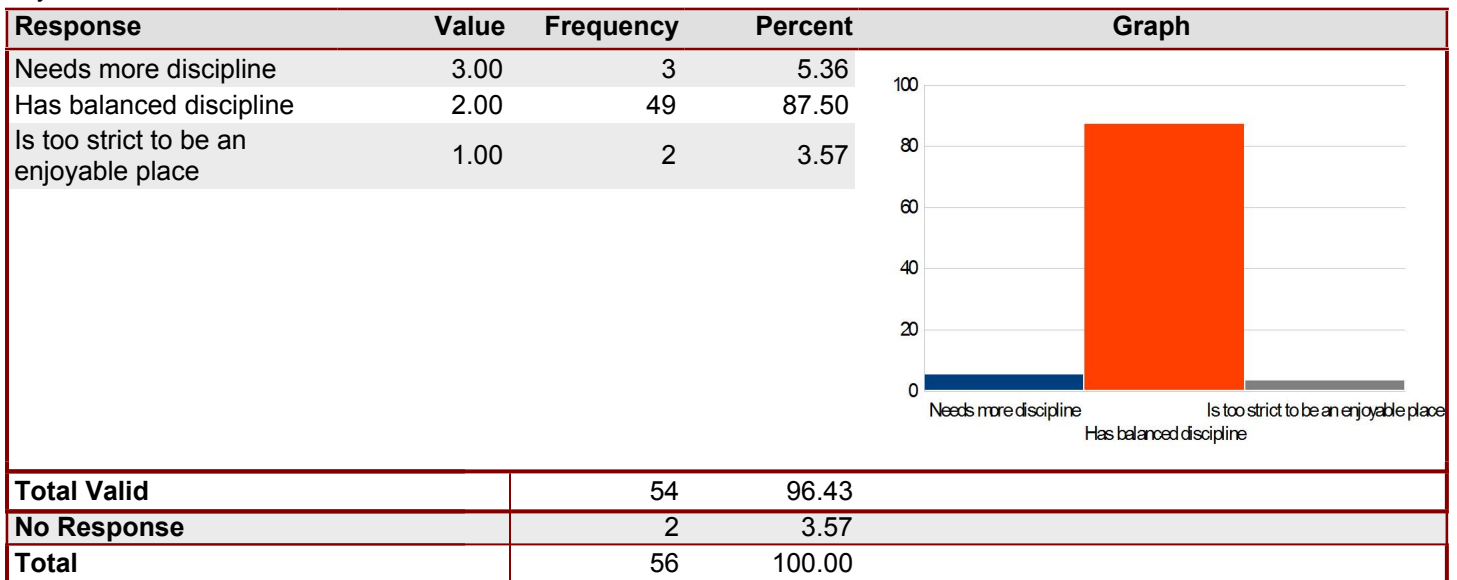 Response Value Frequency Percent Graph
Needs more discipline 3.00 3 5.36
Has balanced discipline 2.00 49 87.50
Is too strict to be an
enjoyable place 1.00 2 3.57
100
80
60
40
20
0
Needs more discipline Is too strict to be an enjoyable place
Has balanced discipline
Total Valid 54 96.43
No Response 2 3.57
Total 56 100.00